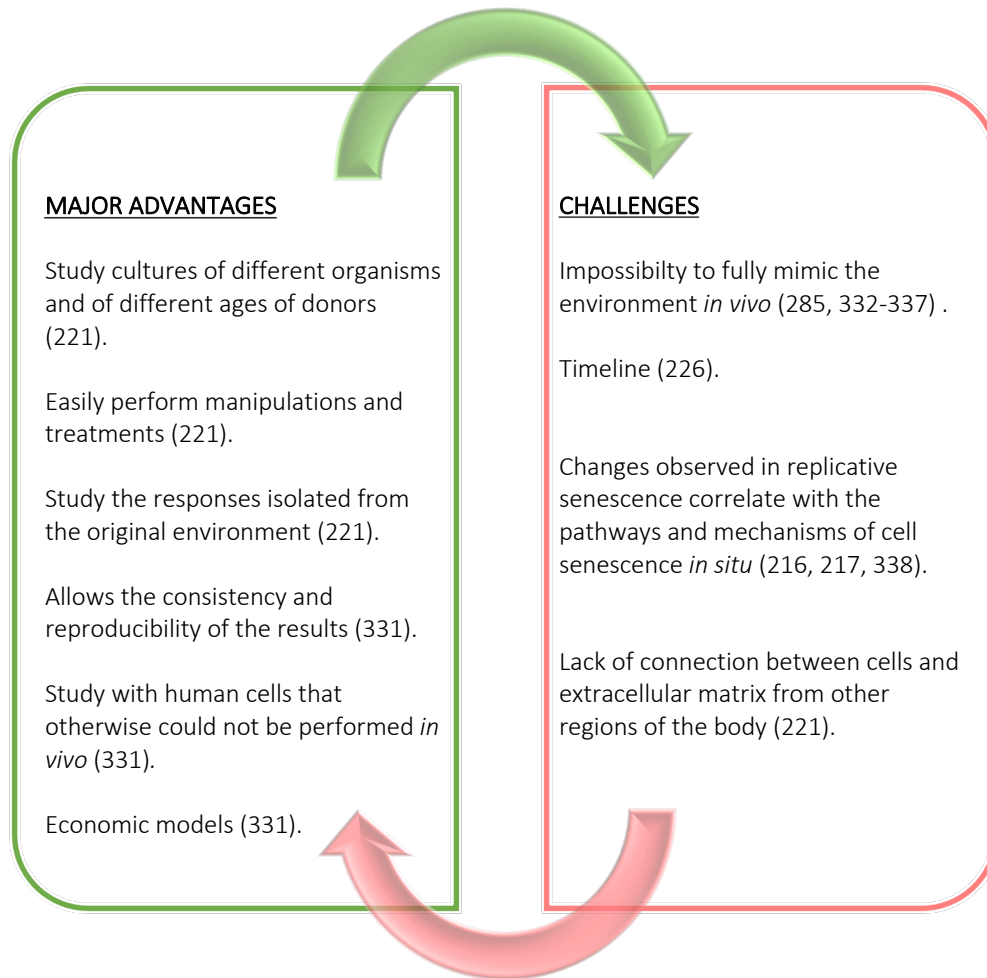 MAJOR ADVANTAGES
Study cultures of different organisms
and of different ages of donors
(221).
Easily perform manipulations and
treatments (221).
Study the responses isolated from
the original environment (221).
Allows the consistency and
reproducibility of the results (331).
Study with human cells that
otherwise could not be performed in
vivo (331).
Economic models (331).
CHALLENGES
Impossibilty to fully mimic the
environment in vivo (285, 332-337) .
Timeline (226).
Changes observed in replicative
senescence correlate with the
pathways and mechanisms of cell
senescence in situ (216, 217, 338).
Lack of connection between cells and
extracellular matrix from other
regions of the body (221).